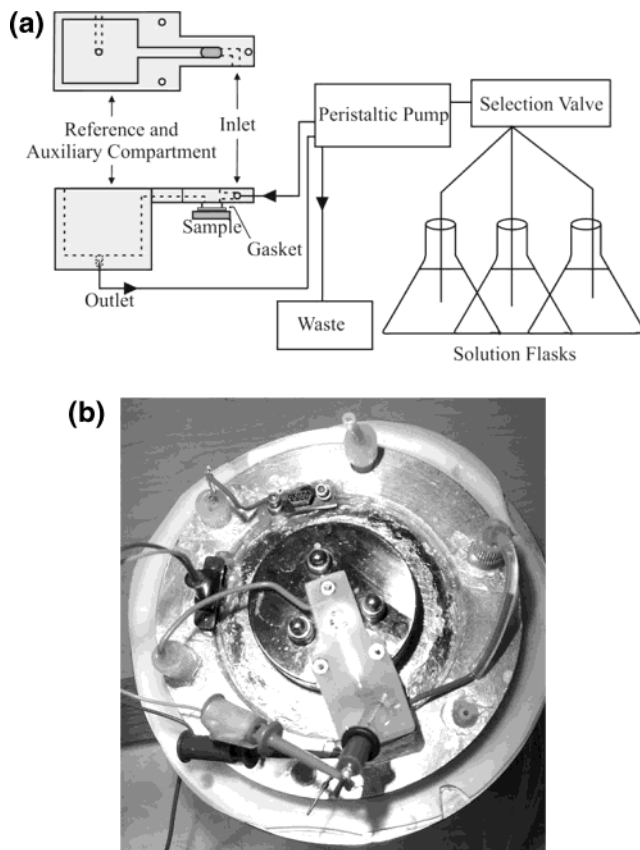 (a)
Reference and
Auxiliary Compartment
Inlet
Peristaltic Pump
Selection Valve
Sample
Gasket
Outlet
Waste
Solution Flasks
(b)